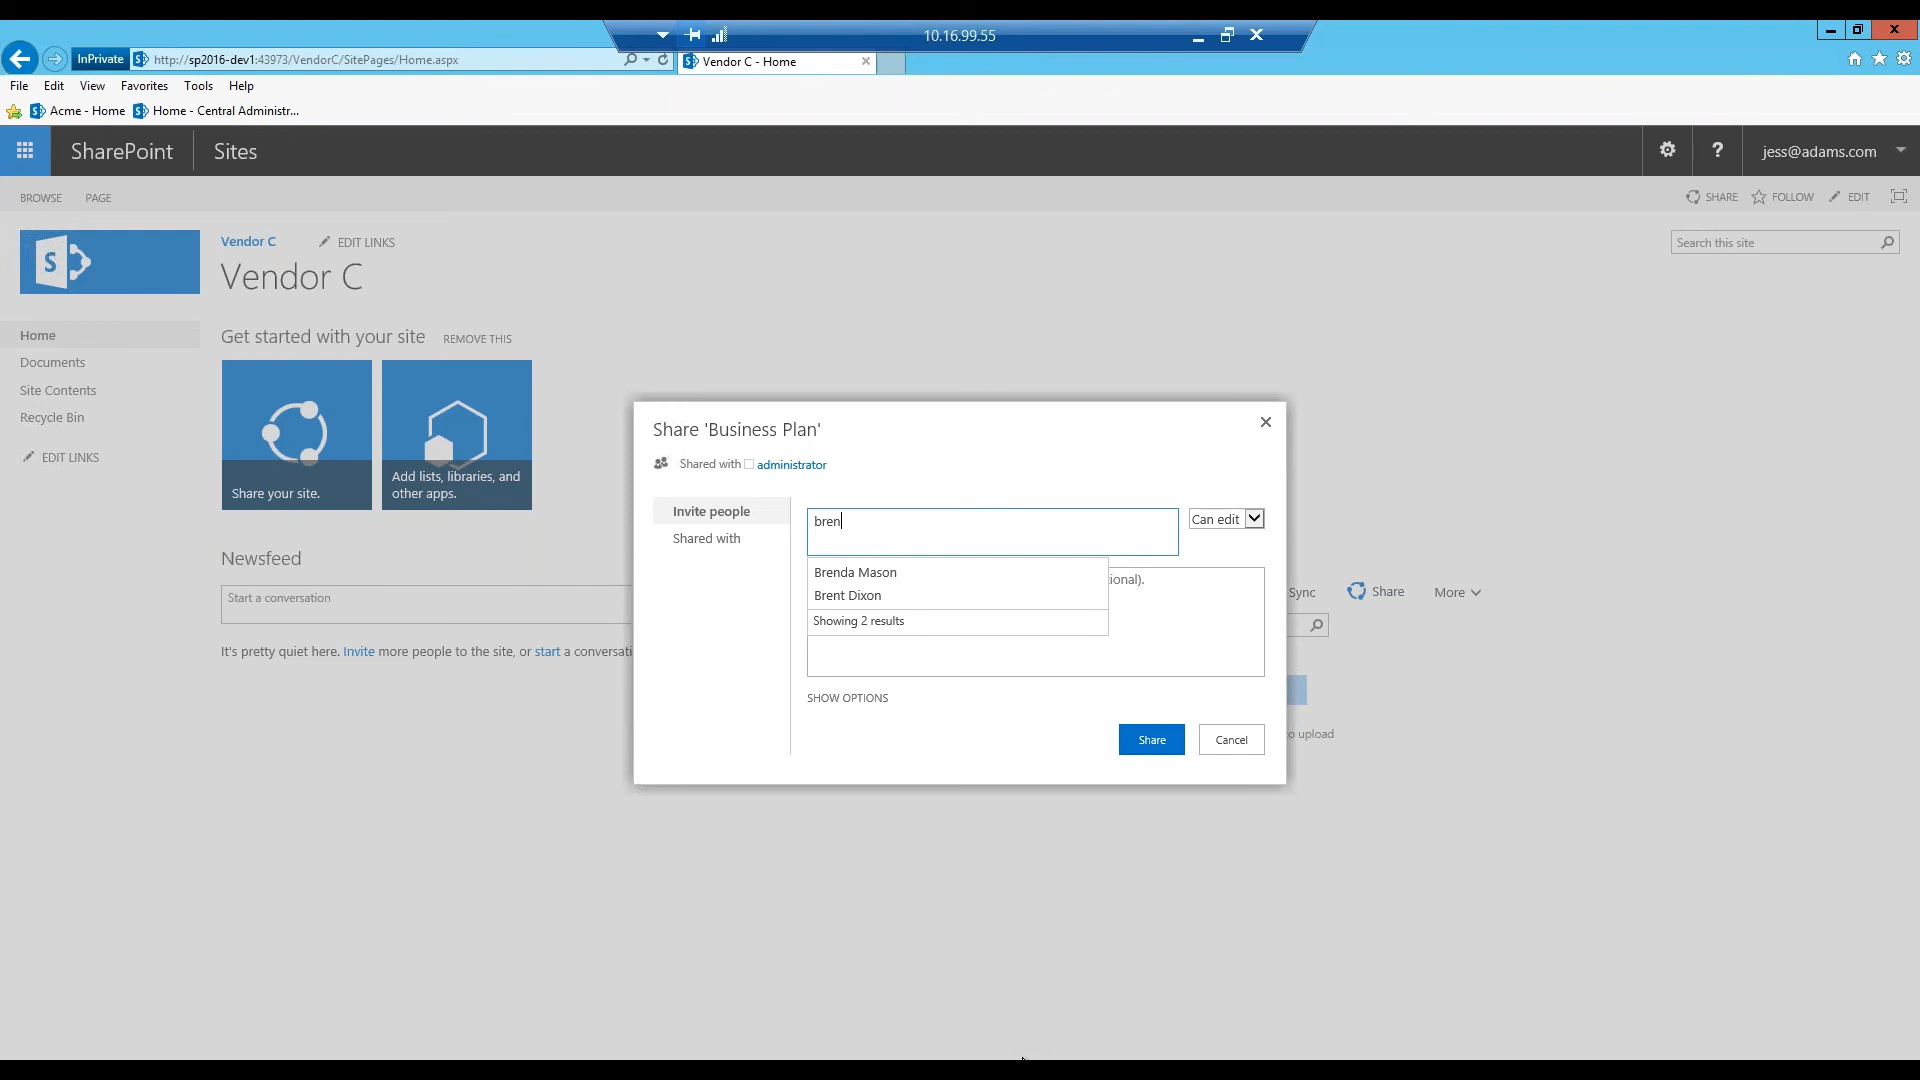 10.16.99.55
InPrivate
http://sp2016-dev1:43973/VendorC/SitePages/Home.aspx
Vendor C - Home
File Edit View Favorites Tools Help
Acme - Home
Home - Central Administr...
SharePoint
Sites
?
jess@adams.com
BROWSE PAGE
SHARE FOLLOW EDIT
S
Vendor C
EDIT LINKS
Search this site
Vendor C
Home
Documents
Site Contents
Recycle Bin
EDIT LINKS
Get started with your site REMOVE THIS
Share your site.
Add lists, libraries, and
other apps.
Newsfeed
Start a conversation
It's pretty quiet here. Invite more people to the site, or start a conversati
Share 'Business Plan'
Shared with administrator
Invite people
Shared with
bren
Can edit
Brenda Mason
Brent Dixon
Showing 2 results
ional).
SHOW OPTIONS
Share
Cancel
Sync
Share
More
o upload